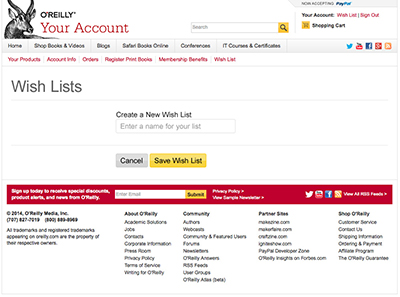 NOW ACCEPTING PayPal
O'REILLY®
Your Account
Your Account: Wish List | Sign Out
Shopping Cart
Search
Home Shop Books & Videos Blogs Safari Books Online Conferences IT Courses & Certificates
Your Products Account Info Orders Register Print Books Membership Benefits Wish List
Wish Lists
Create a New Wish List
Enter a name for your list
Cancel Save Wish List
Sign up today to receive special discounts,
product alerts, and news from O'Reilly.
Enter Email Submit
Privacy Policy >
View Sample Newsletter >
View All RSS Feeds >
© 2014, O'Reilly Media, Inc.
(707) 827-7019 (800) 889-8969
All trademarks and registered trademarks
appearing on oreilly.com are the property of
their respective owners.
About O'Reilly
Academic Solutions
Jobs
Contacts
Corporate Information
Press Room
Privacy Policy
Terms of Service
Writing for O'Reilly
Community
Authors
Webcasts
Community & Featured Users
Forums
Newsletters
O'Reilly Answers
RSS Feeds
User Groups
O'Reilly Atlas (beta)
Partner Sites
makezine.com
makerfaire.com
craftzine.com
igniteshow.com
PayPal Developer Zone
O'Reilly Insights on Forbes.com
Shop O'Reilly
Customer Service
Contact Us
Shipping Information
Ordering & Payment
Affiliate Program
The O'Reilly Guarantee